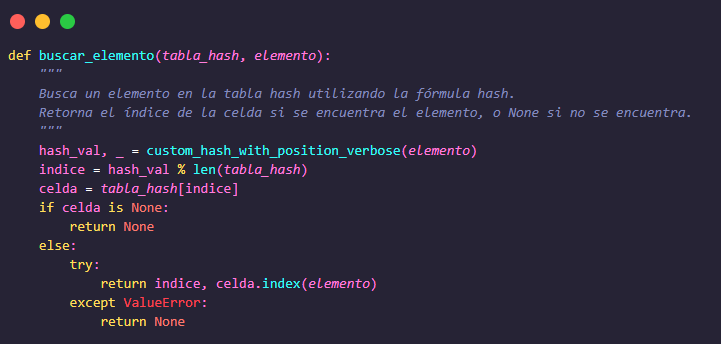 def buscar_elemento(tabla_hash, elemento):
    """
    Busca un elemento en la tabla hash utilizando la fórmula hash.
    Retorna el índice de la celda si se encuentra el elemento, o None si no se encuentra.
    """
    hash_val, _ = custom_hash_with_position_verbose(elemento)
    indice = hash_val % len(tabla_hash)
    celda = tabla_hash[indice]
    if celda is None:
        return None
    else:
        try:
            return indice, celda.index(elemento)
        except ValueError:
            return None